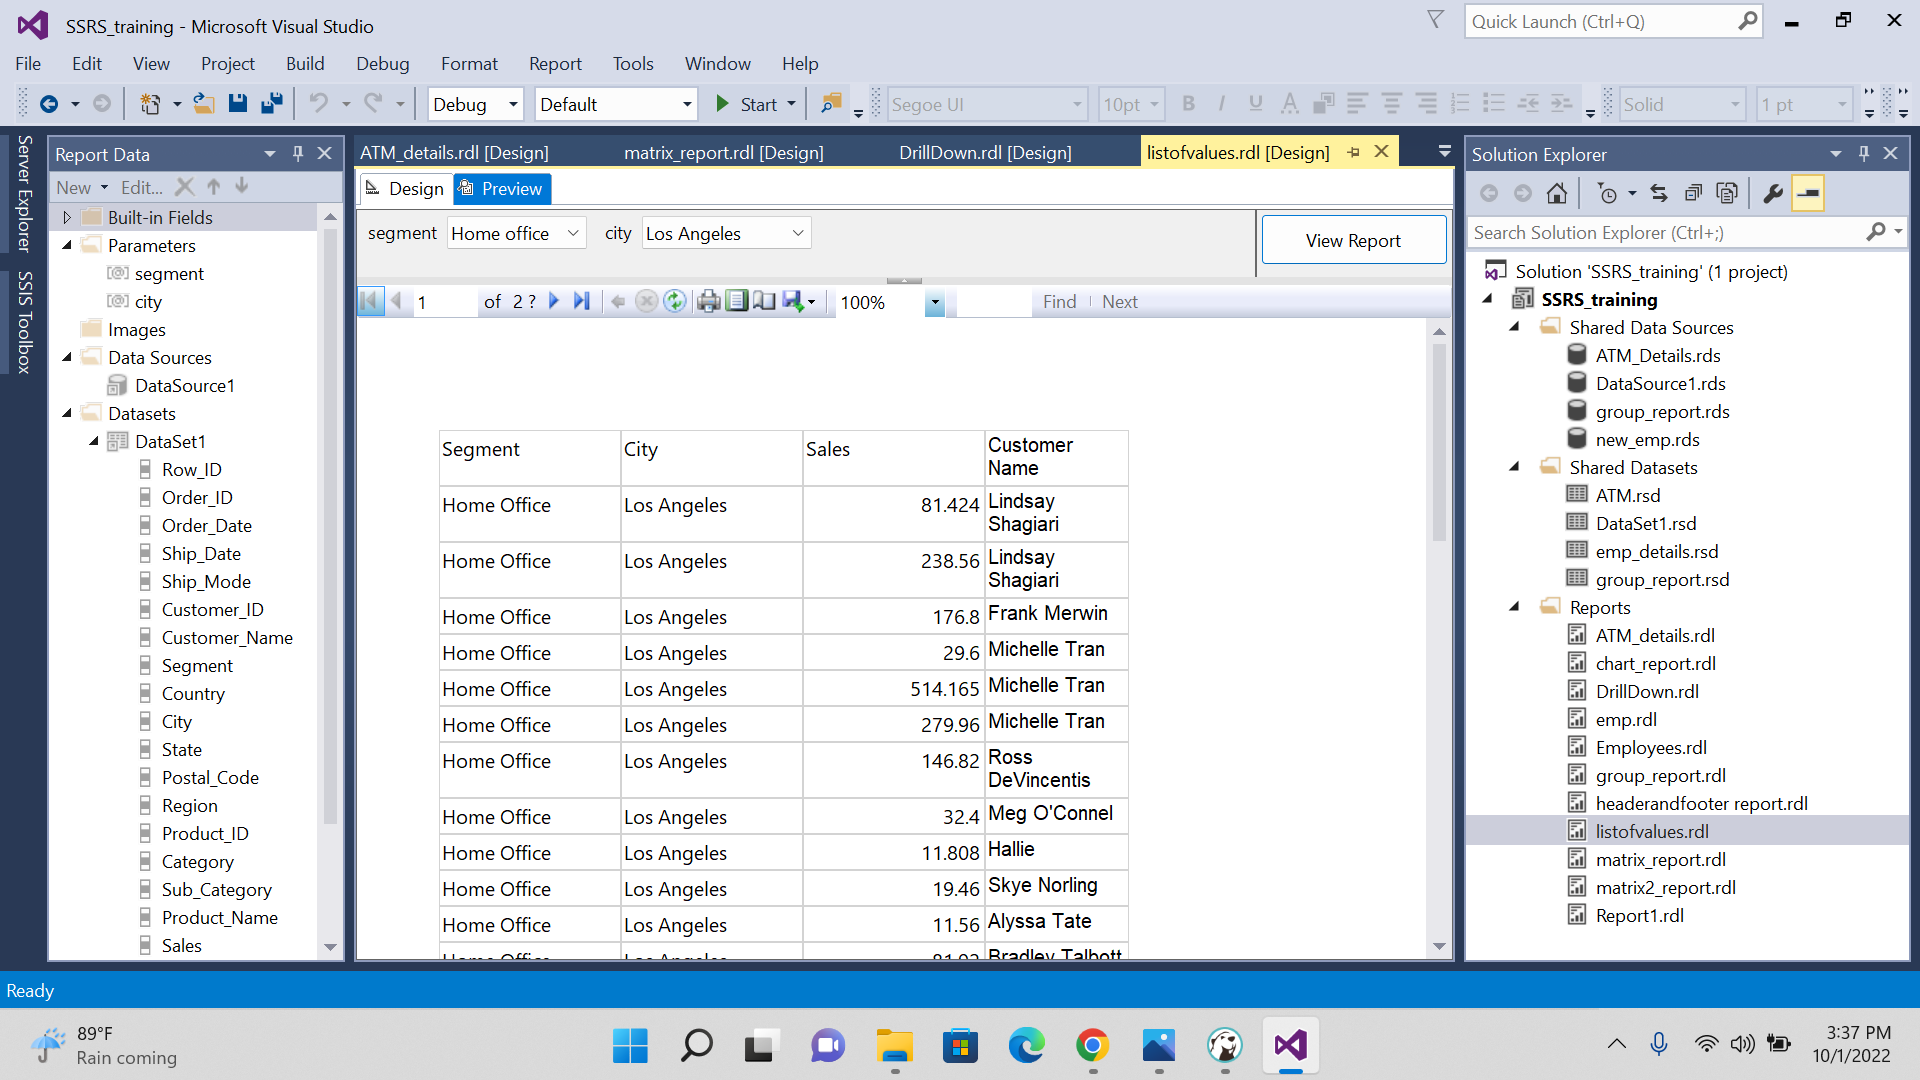 SSRS_training - Microsoft Visual Studio
Quick Launch (Ctrl+Q)
File Edit View Project Build Debug Format Report Tools Window Help
Debug Default Start Segoe UI 10pt B I U A Solid 1 pt
Server Explorer
SSIS Toolbox
Report Data
New Edit...
Built-in Fields
Parameters
segment
city
Images
Data Sources
DataSource1
Datasets
DataSet1
Row_ID
Order_ID
Order_Date
Ship_Date
Ship_Mode
Customer_ID
Customer_Name
Segment
Country
City
State
Postal_Code
Region
Product_ID
Category
Sub_Category
Product_Name
Sales
ATM_details.rdl [Design] matrix_report.rdl [Design] DrillDown.rdl [Design] listofvalues.rdl [Design]
Design Preview
segment Home office city Los Angeles View Report
1 of 2 ? 100% Find Next
Segment City Sales Customer Name
Home Office Los Angeles 81.424 Lindsay Shagiari
Home Office Los Angeles 238.56 Lindsay Shagiari
Home Office Los Angeles 176.8 Frank Merwin
Home Office Los Angeles 29.6 Michelle Tran
Home Office Los Angeles 514.165 Michelle Tran
Home Office Los Angeles 279.96 Michelle Tran
Home Office Los Angeles 146.82 Ross DeVincentis
Home Office Los Angeles 32.4 Meg O'Connel
Home Office Los Angeles 11.808 Hallie
Home Office Los Angeles 19.46 Skye Norling
Home Office Los Angeles 11.56 Alyssa Tate
Home Office Los Angeles Bradley Talbott
Solution Explorer
Search Solution Explorer (Ctrl+;)
Solution 'SSRS_training' (1 project)
SSRS_training
Shared Data Sources
ATM_Details.rds
DataSource1.rds
group_report.rds
new_emp.rds
Shared Datasets
ATM.rsd
DataSet1.rsd
emp_details.rsd
group_report.rsd
Reports
ATM_details.rdl
chart_report.rdl
DrillDown.rdl
emp.rdl
Employees.rdl
group_report.rdl
headerandfooter report.rdl
listofvalues.rdl
matrix_report.rdl
matrix2_report.rdl
Report1.rdl
Ready
89°F
Rain coming
3:37 PM
10/1/2022